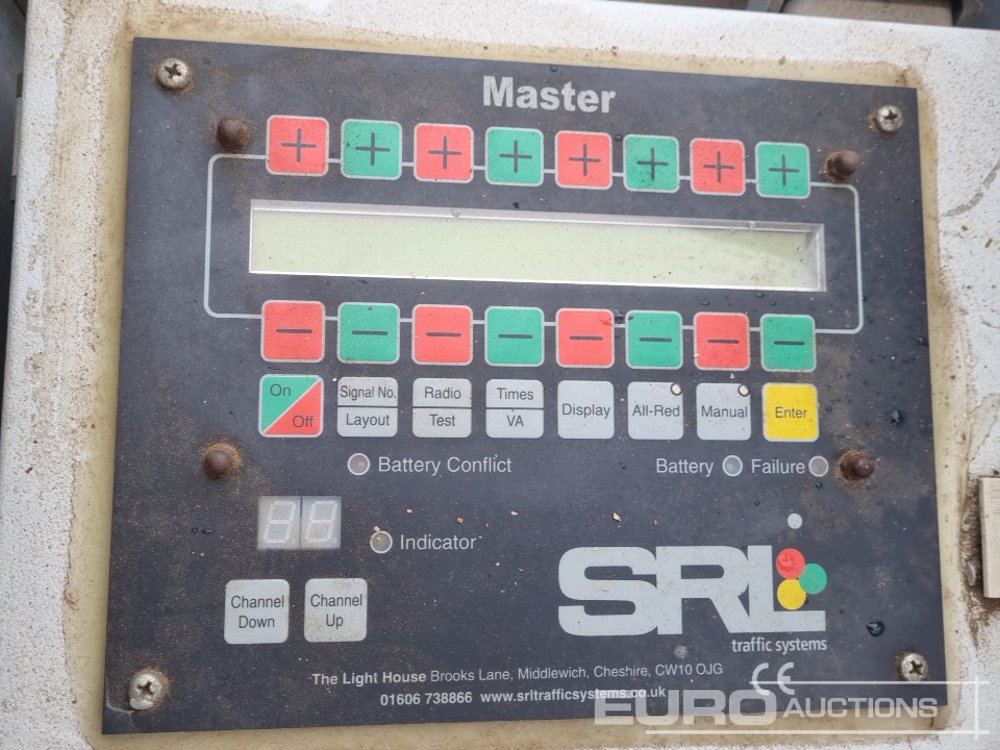 Master
+ + + + + + + +
- - - - - - - -
On
Off
Signal No.
Layout
Radio
Test
Times
VA
Display
All-Red
Manual
Enter
Battery Conflict
Battery
Failure
Indicator
Channel
Down
Channel
Up
SRL
traffic systems
The Light House Brooks Lane, Middlewich, Cheshire, CW10 OJG
01606 738866 www.srltrafficsystems.co.uk
CE
EURO AUCTIONS